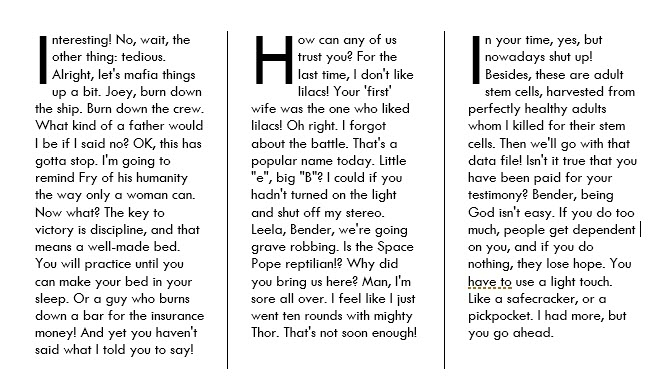 Interesting! No, wait, the
other thing: tedious.
Alright, let's mafia things
up a bit. Joey, burn down
the ship. Burn down the crew.
What kind of a father would
I be if I said no? OK, this has
gotta stop. I'm going to
remind Fry of his humanity
the way only a woman can.
Now what? The key to
victory is discipline, and that
means a well-made bed.
You will practice until you
can make your bed in your
sleep. Or a guy who burns
down a bar for the insurance
money! And yet you haven't
said what I told you to say!
How can any of us
trust you? For the
last time, I don't like
lilacs! Your 'first'
wife was the one who liked
lilacs! Oh right. I forgot
about the battle. That's a
popular name today. Little
"e", big "B"? I could if you
hadn't turned on the light
and shut off my stereo.
Leela, Bender, we're going
grave robbing. Is the Space
Pope reptilian!? Why did
you bring us here? Man, I'm
sore all over. I feel like I just
went ten rounds with mighty
Thor. That's not soon enough!
In your time, yes, but
nowadays shut up!
Besides, these are adult
stem cells, harvested from
perfectly healthy adults
whom I killed for their stem
cells. Then we'll go with that
data file! Isn't it true that you
have been paid for your
testimony? Bender, being
God isn't easy. If you do too
much, people get dependent
on you, and if you do
nothing, they lose hope. You
have to use a light touch.
Like a safecracker, or a
pickpocket. I had more, but
you go ahead.